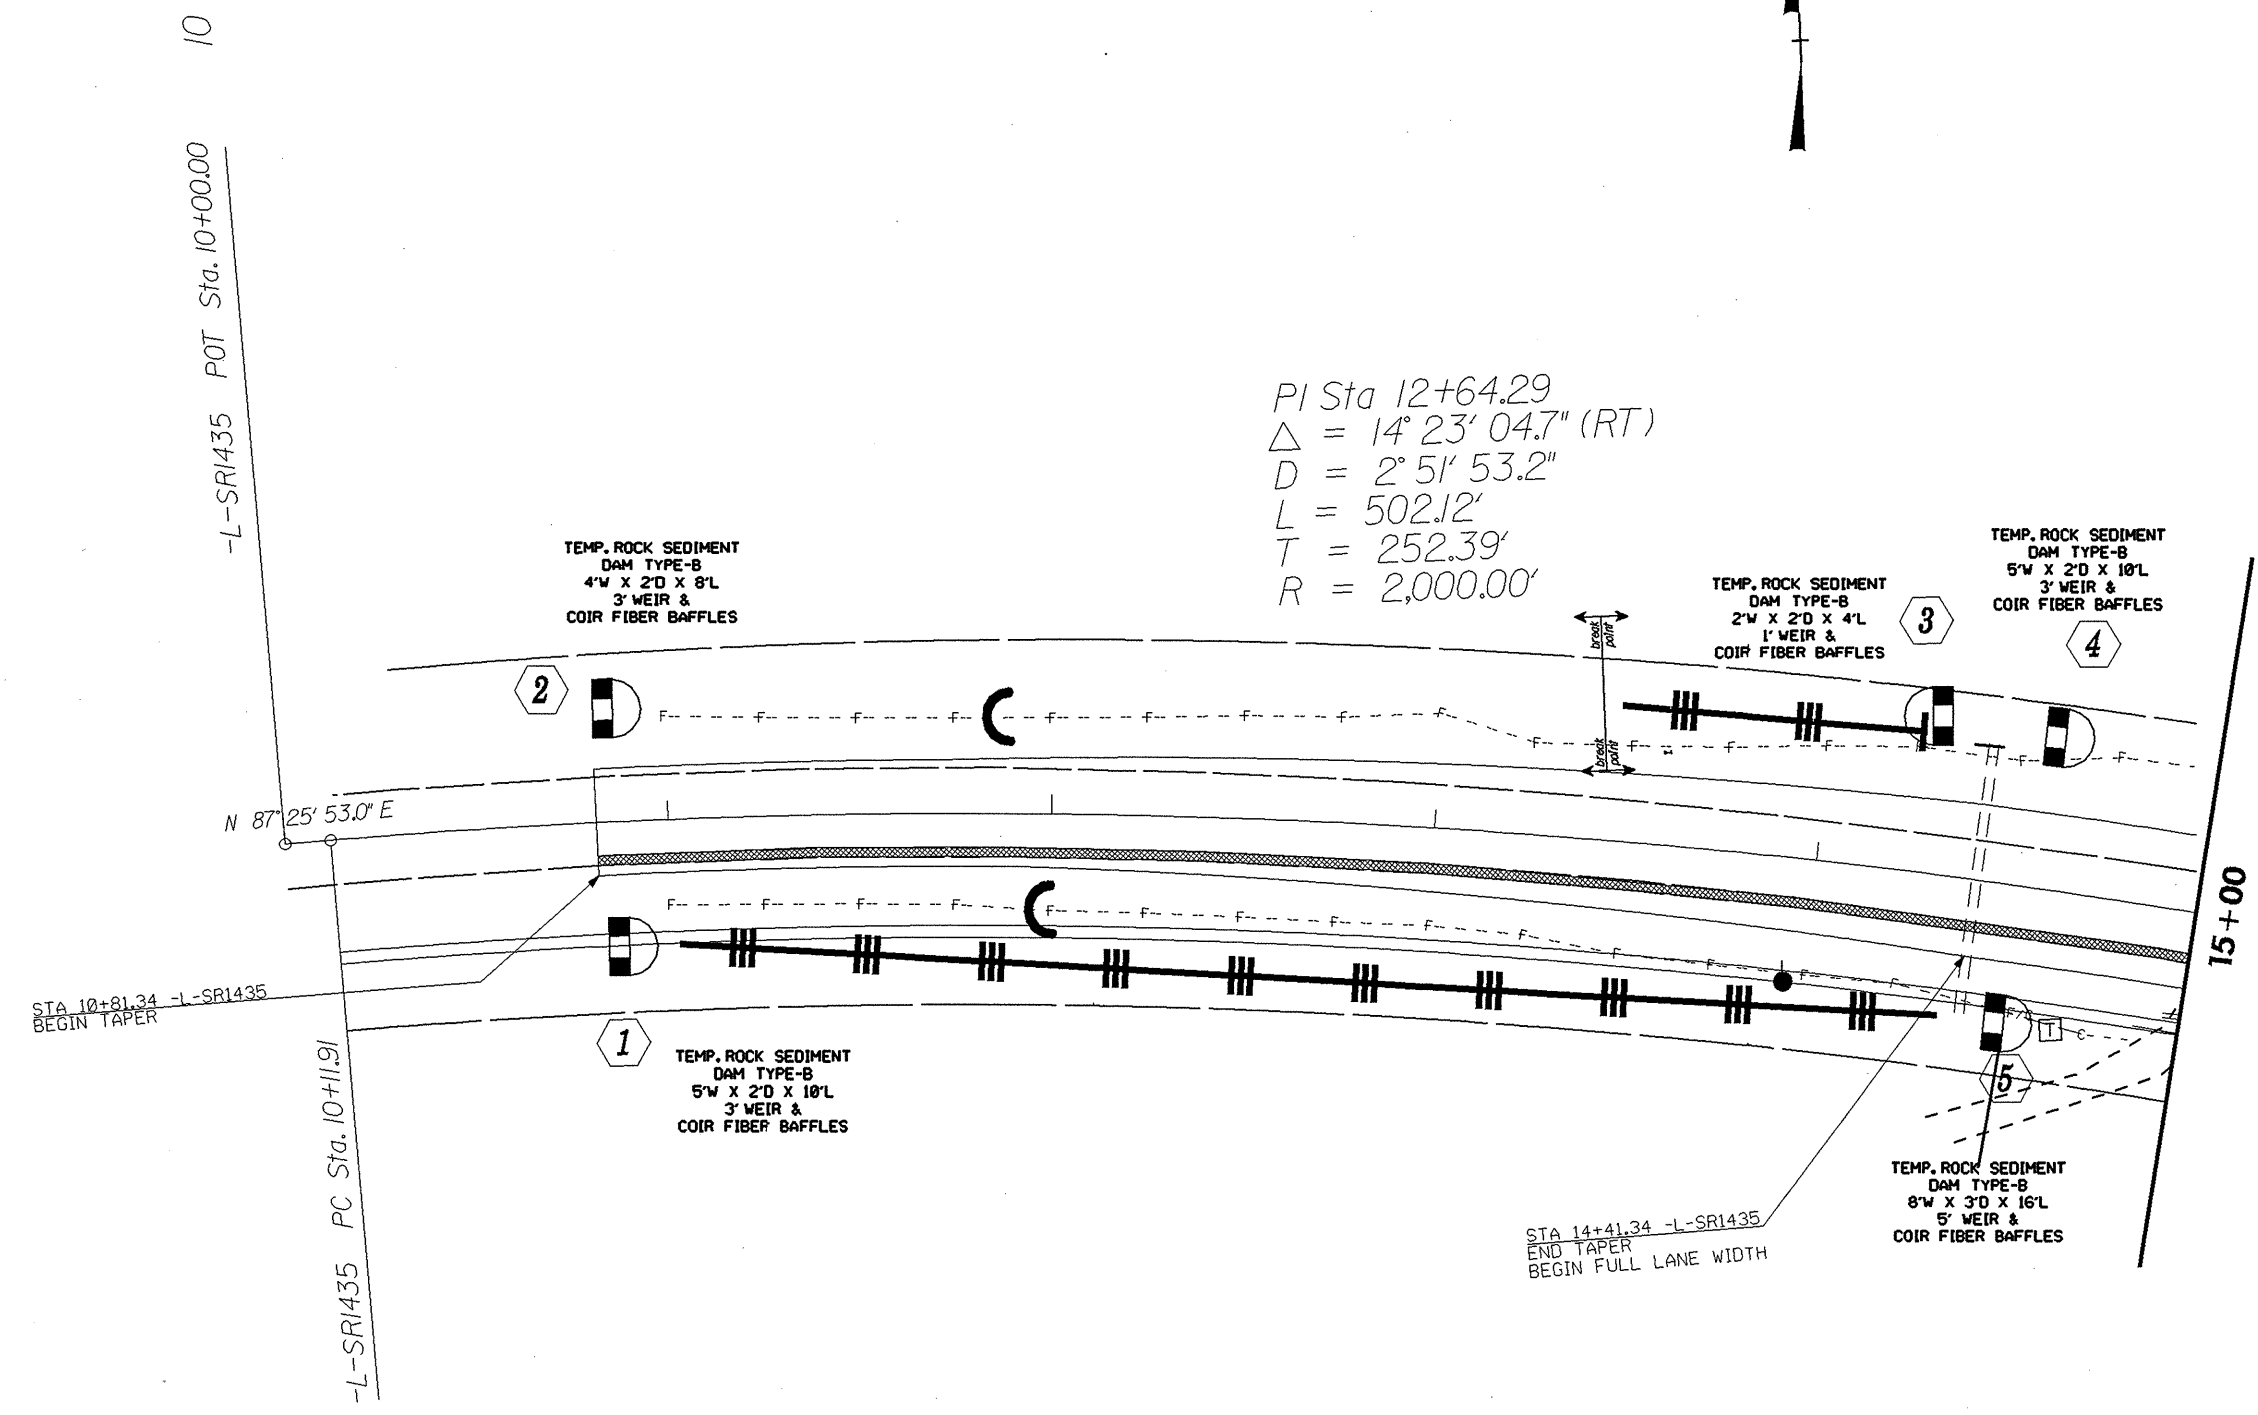 10
-L-SR1435 POT Sta. 10+00.00
PI Sta 12+64.29
△ = 14° 23' 04.7" (RT)
D = 2° 51' 53.2"
L = 502.12'
T = 252.39'
R = 2,000.00'
TEMP. ROCK SEDIMENT
DAM TYPE-B
4'W X 2'D X 8'L
3' WEIR &
COIR FIBER BAFFLES
2
TEMP. ROCK SEDIMENT
DAM TYPE-B
2'W X 2'D X 4'L
1' WEIR &
COIR FIBER BAFFLES
3
TEMP. ROCK SEDIMENT
DAM TYPE-B
5'W X 2'D X 10'L
3' WEIR &
COIR FIBER BAFFLES
4
break
point
F F F F F F F F F F F F F F F
break
point
N 87° 25' 53.0" E
F F F F F F F F F F F F F F
T
C
15+00
STA 10+81.34 -L-SR1435
BEGIN TAPER
1
TEMP. ROCK SEDIMENT
DAM TYPE-B
5'W X 2'D X 10'L
3' WEIR &
COIR FIBER BAFFLES
5
TEMP. ROCK SEDIMENT
DAM TYPE-B
8'W X 3'D X 16'L
5' WEIR &
COIR FIBER BAFFLES
STA 14+41.34 -L-SR1435
END TAPER
BEGIN FULL LANE WIDTH
-L-SR1435 PC Sta. 10+11.91